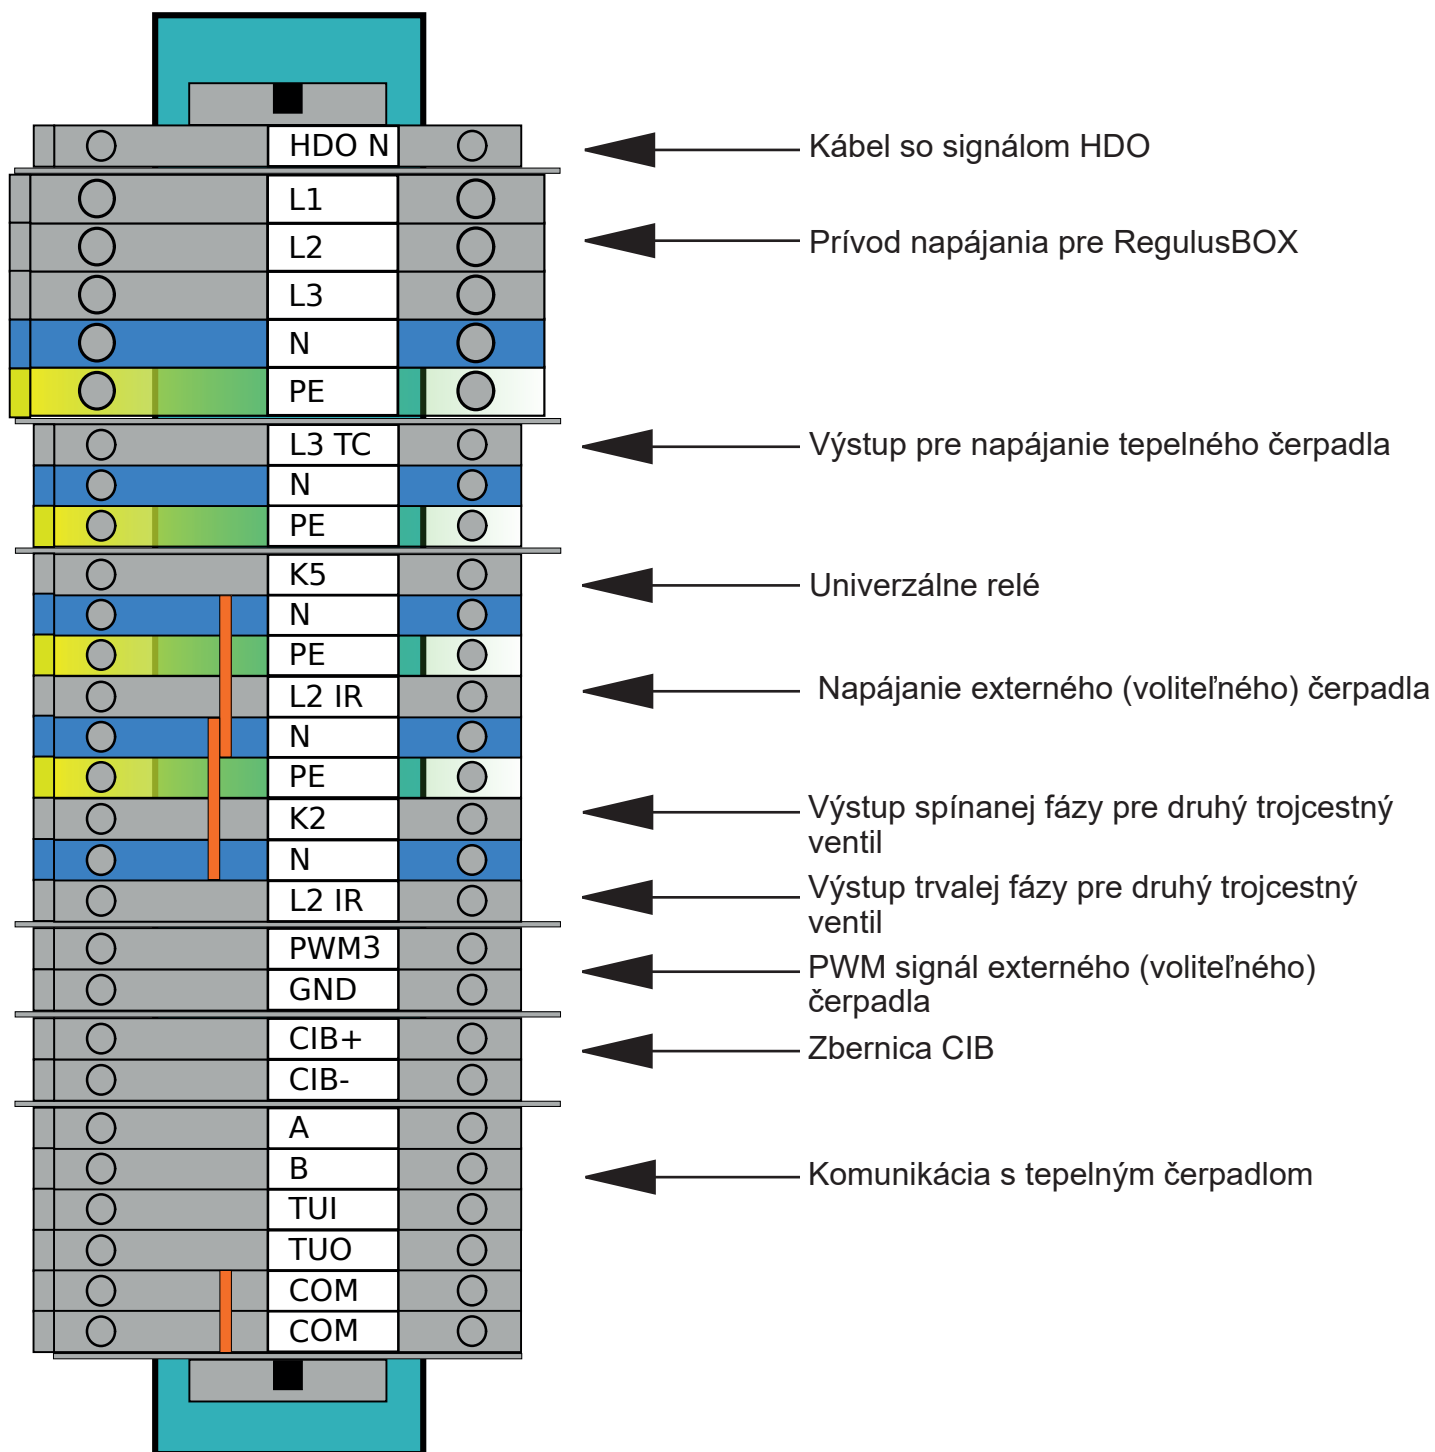 HDO N
Kábel so signálom HDO
L1
L2
Prívod napájania pre RegulusBOX
L3
N
PE
L3 TC
Výstup pre napájanie tepelného čerpadla
N
PE
K5
Univerzálne relé
N
PE
L2 IR
Napájanie externého (voliteľného) čerpadla
N
PE
K2
Výstup spínanej fázy pre druhý trojcestný
ventil
N
L2 IR
Výstup trvalej fázy pre druhý trojcestný
ventil
PWM3
PWM signál externého (voliteľného)
čerpadla
GND
CIB+
Zbernica CIB
CIB-
A
B
Komunikácia s tepelným čerpadlom
TUI
TUO
COM
COM